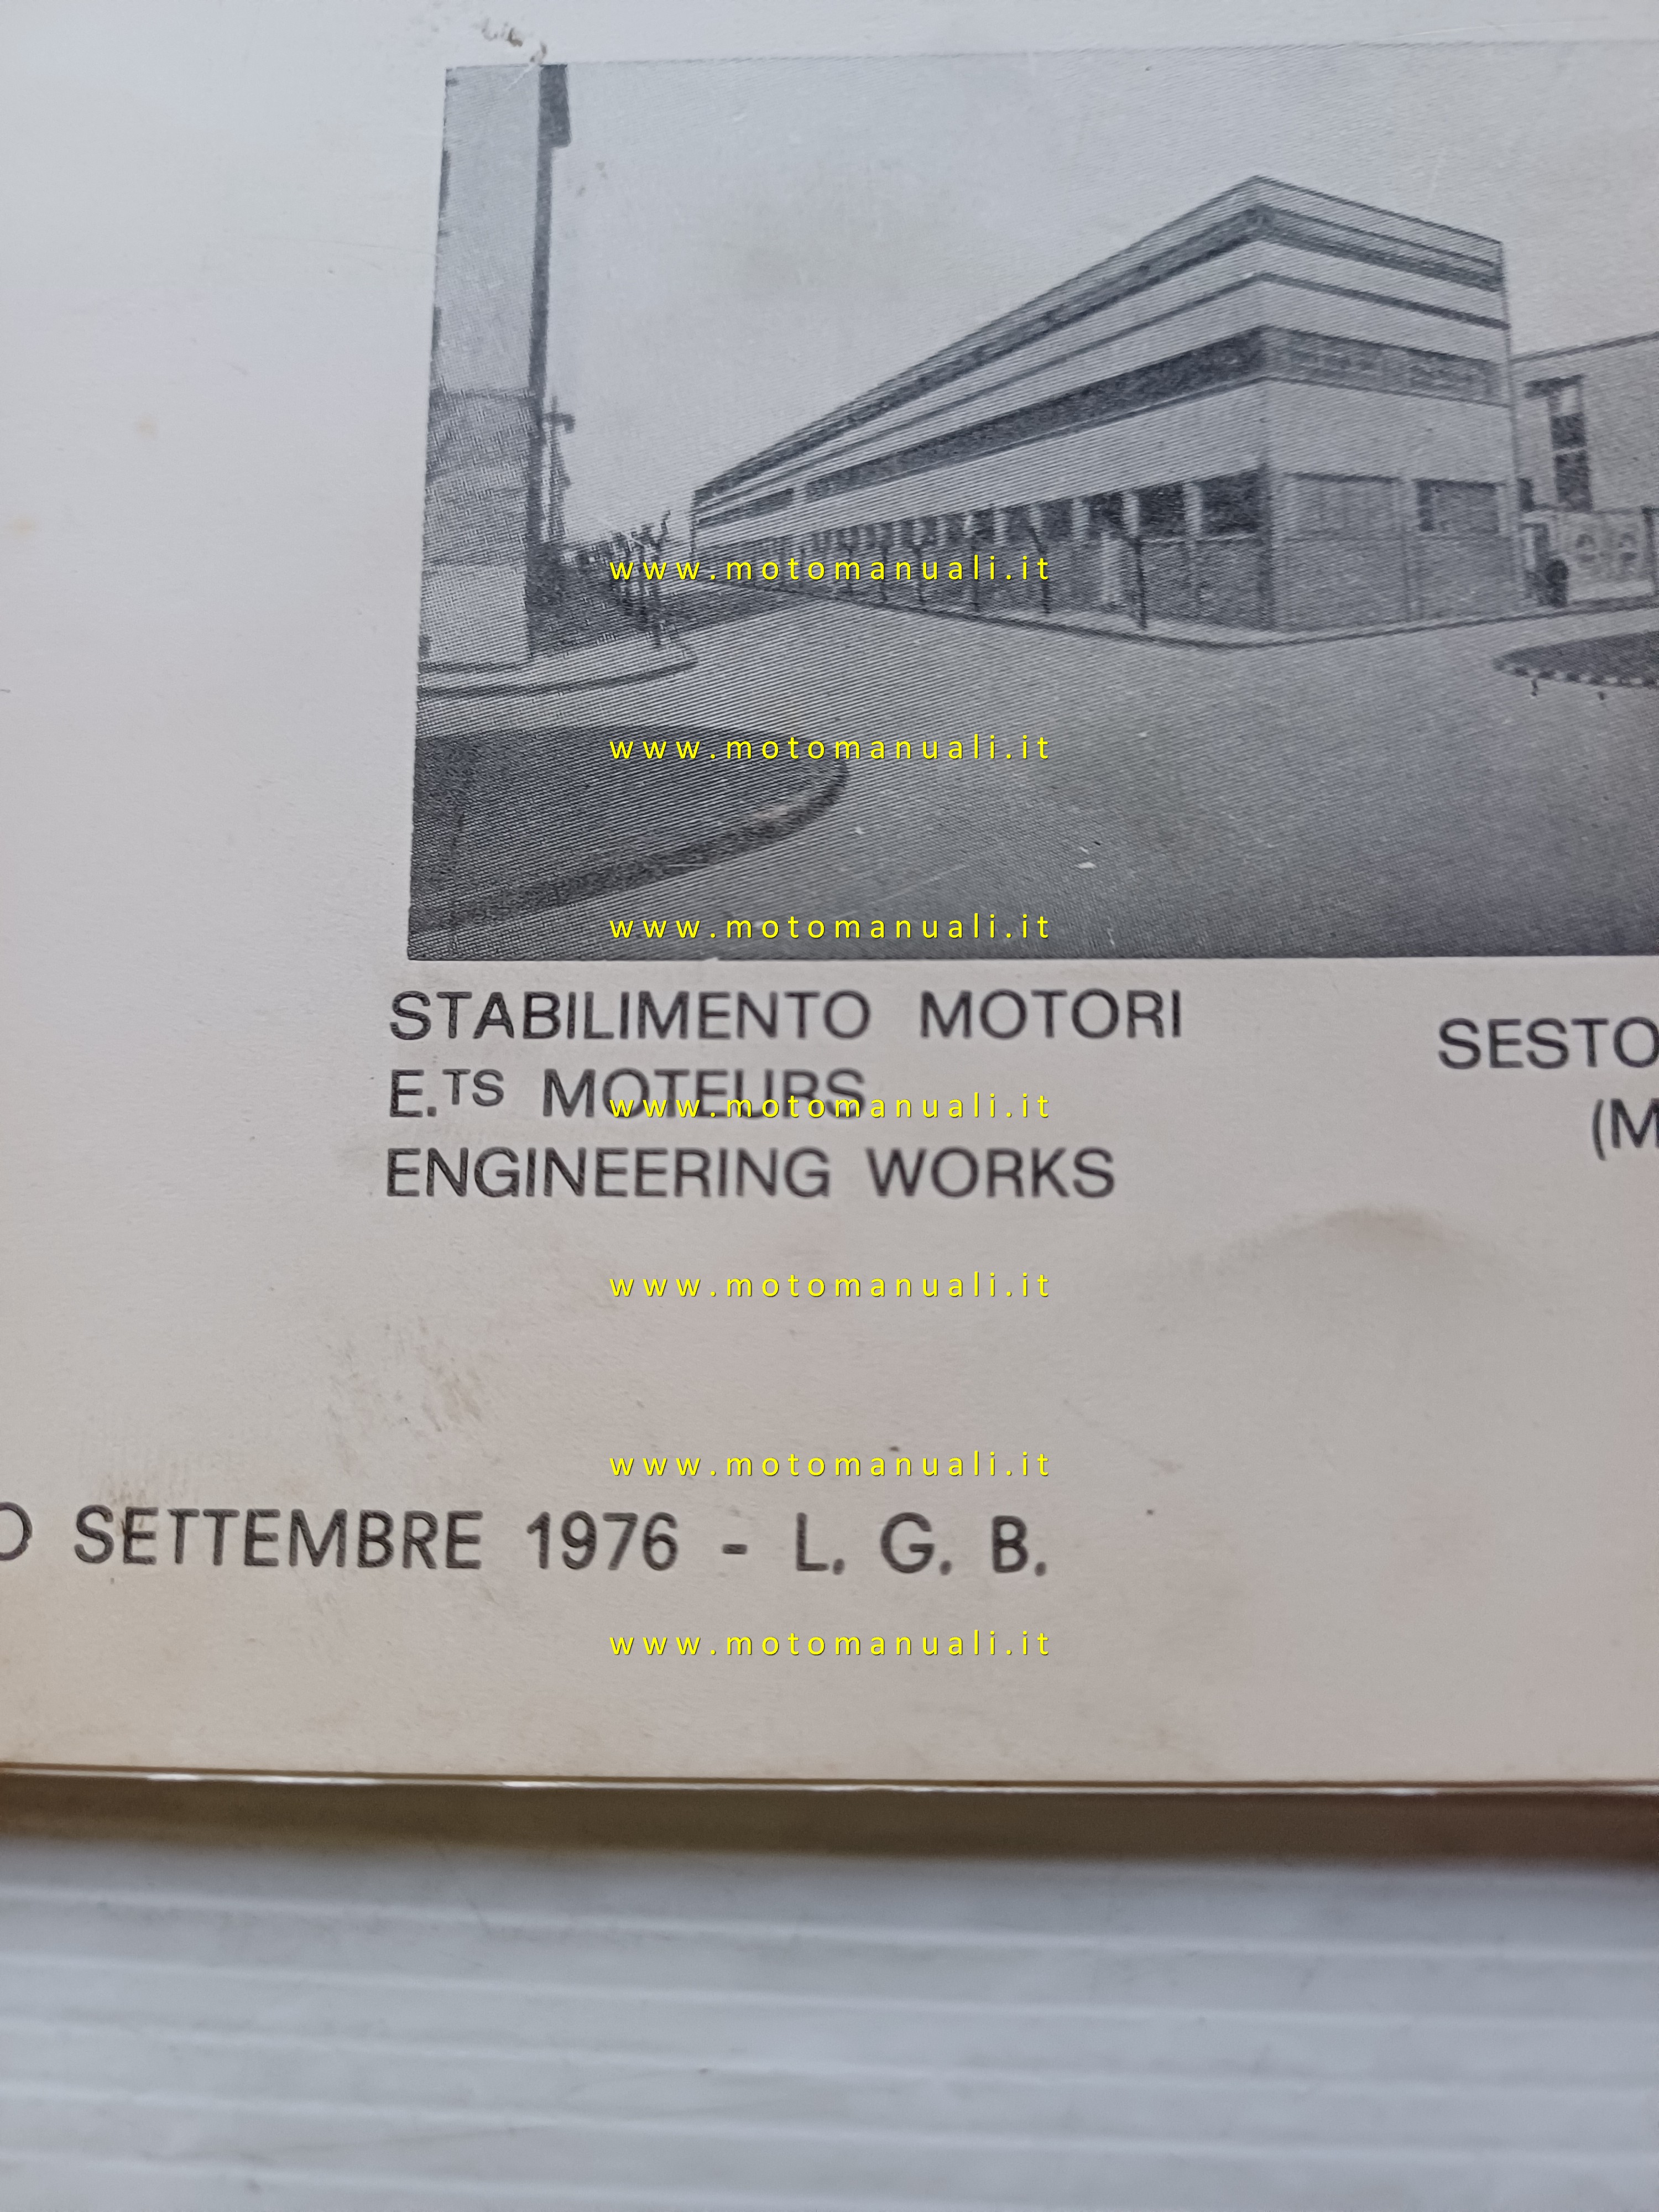 www.motomanuali.it
www.motomanuali.it
www.motomanuali.it
STABILIMENTO MOTORI
SESTO
E.TS MOTEURS
www.motomanuali.it
(M
ENGINEERING WORKS
www.motomanuali.it
www.motomanuali.it
O SETTEMBRE 1976 - L. G. B.
www.motomanuali.it